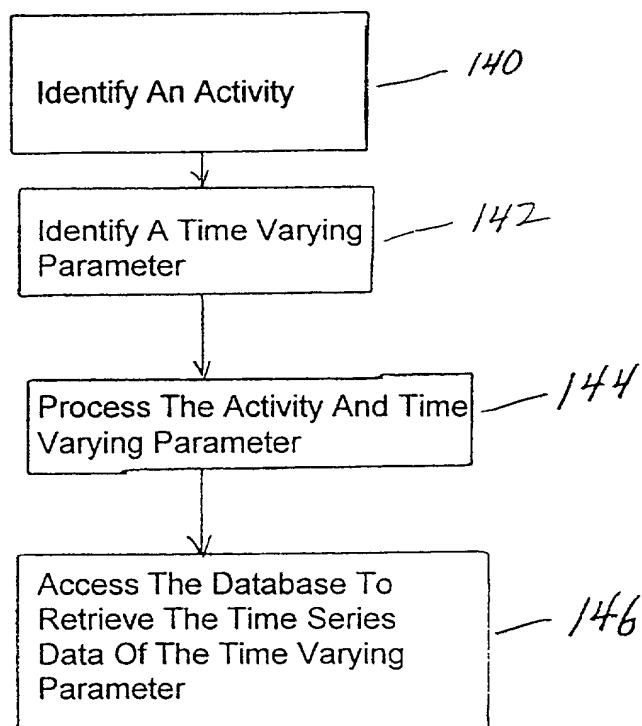 Identify An Activity
140
Identify A Time Varying
Parameter
142
Process The Activity And Time
Varying Parameter
144
Access The Database To
Retrieve The Time Series
Data Of The Time Varying
Parameter
146